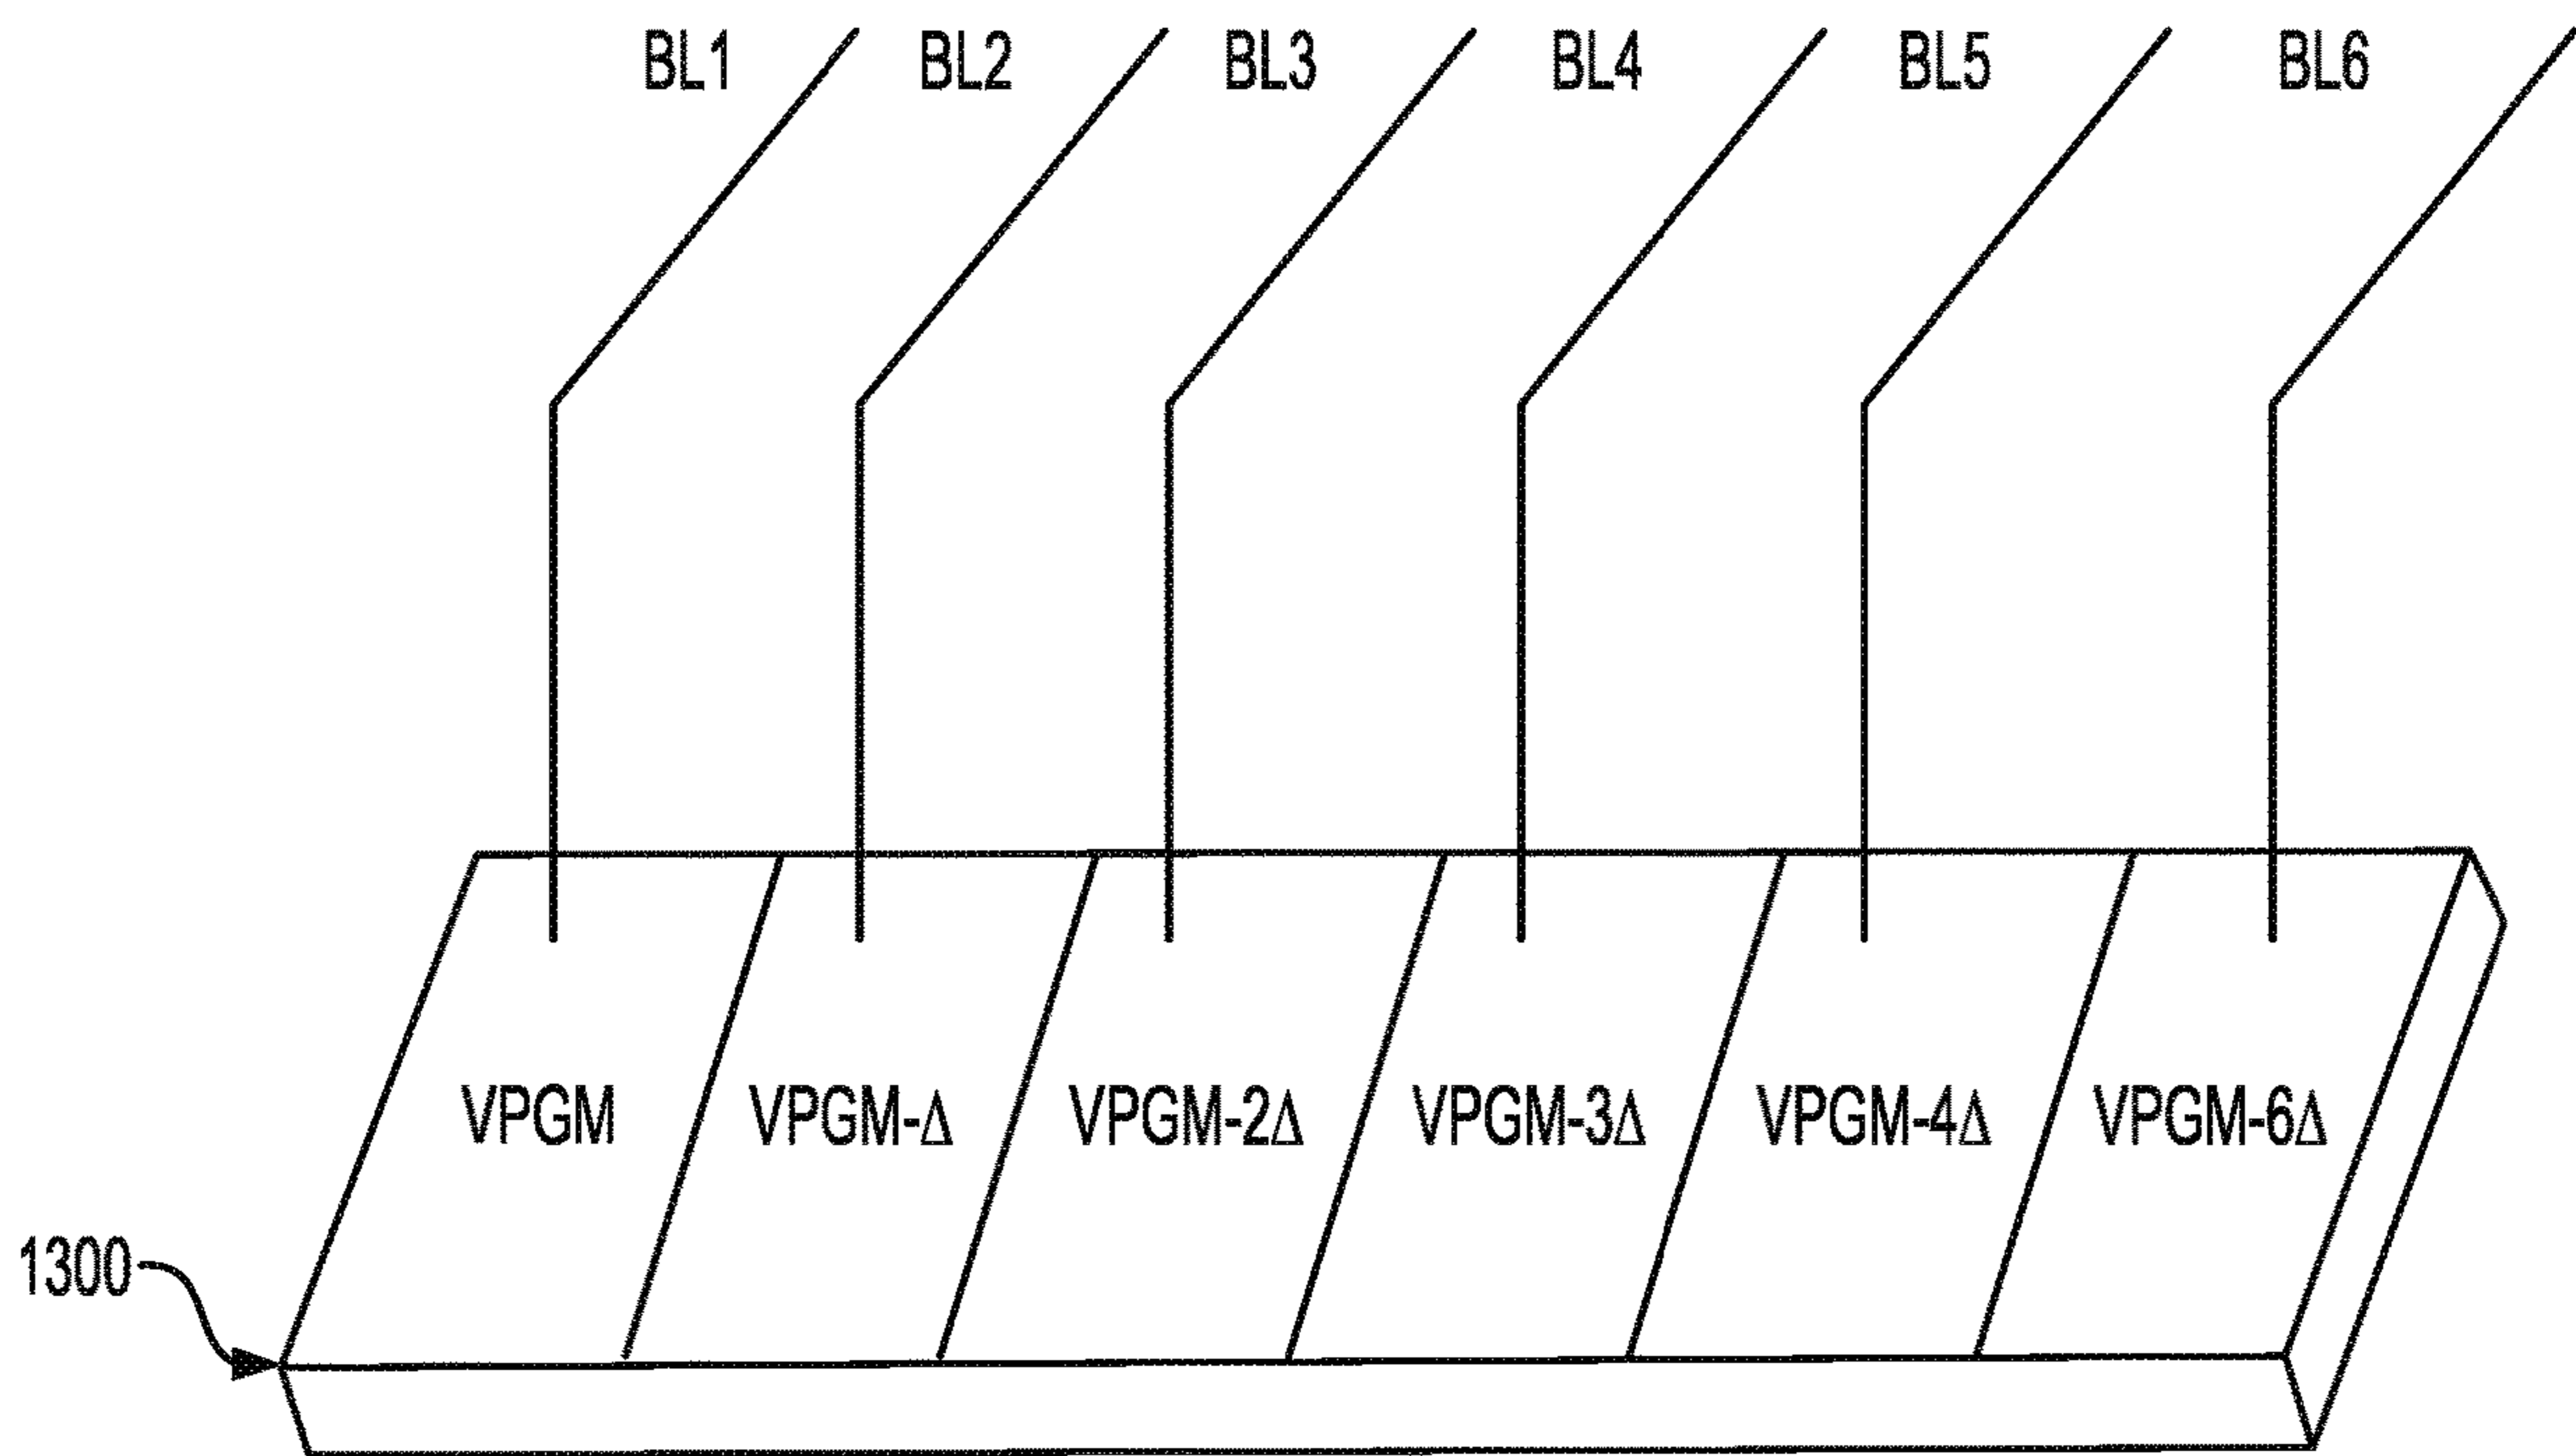 BL1 BL2 BL3 BL4 BL5 BL6
VPGM VPGM-Δ VPGM-2Δ VPGM-3Δ VPGM-4Δ VPGM-6Δ
1300